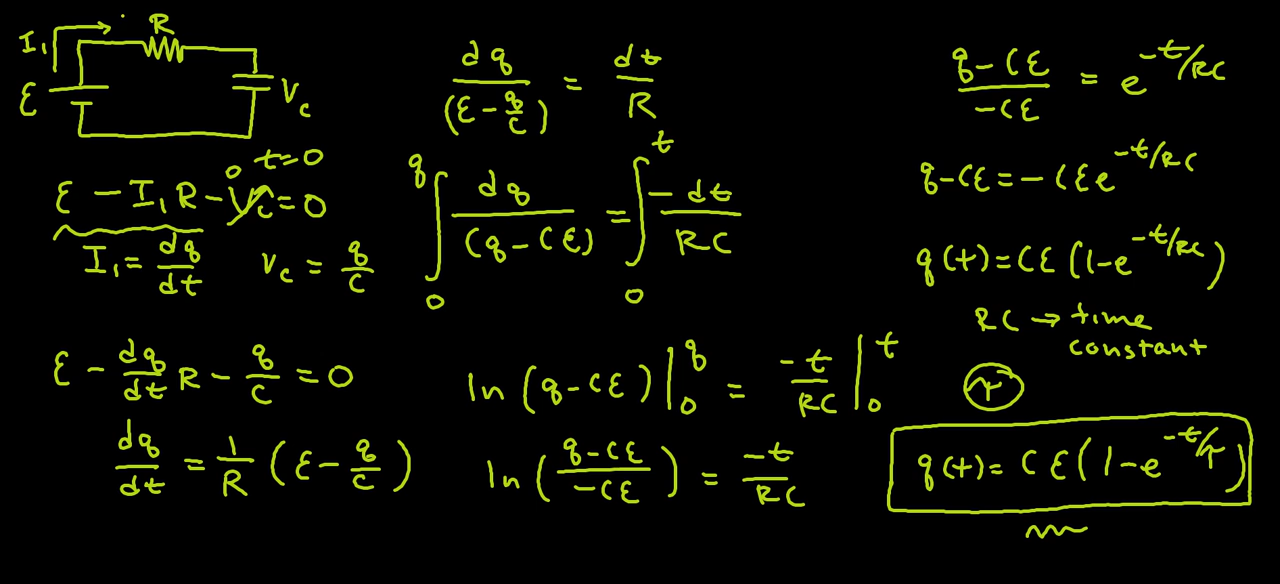 I₁ R
ε V_c
t=0
ε - I₁R - V_c = 0
0
I₁ = dq/dt V_c = q/C
ε - dq/dt R - q/C = 0
dq/dt = 1/R (ε - q/C)
dq/(ε - q/C) = dt/R
∫₀^q dq/(q-Cε) = ∫₀^t -dt/RC
ln (q-Cε) |₀^q = -t/RC |₀^t
ln (q-Cε/-Cε) = -t/RC
q-Cε/-Cε = e^(-t/RC)
q-Cε = -Cεe^(-t/RC)
q(t) = Cε(1-e^(-t/RC))
RC → time
constant
τ
q(t) = Cε(1-e^(-t/τ))